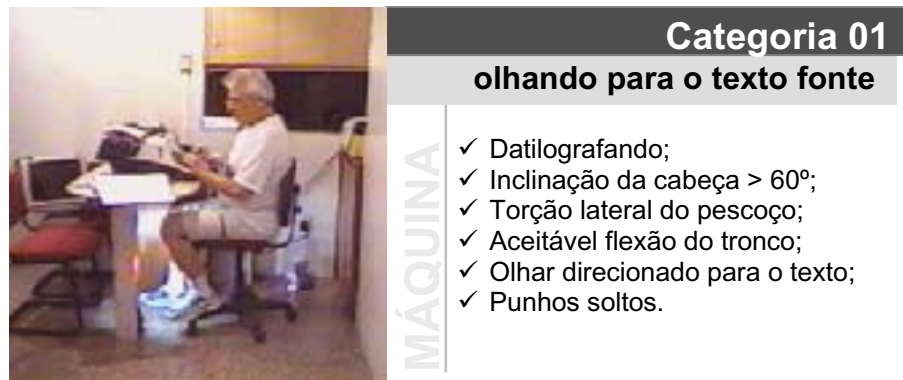 Categoria 01
olhando para o texto fonte
MÁQUINA
✓ Datilografando;
✓ Inclinação da cabeça > 60º;
✓ Torção lateral do pescoço;
✓ Aceitável flexão do tronco;
✓ Olhar direcionado para o texto;
✓ Punhos soltos.